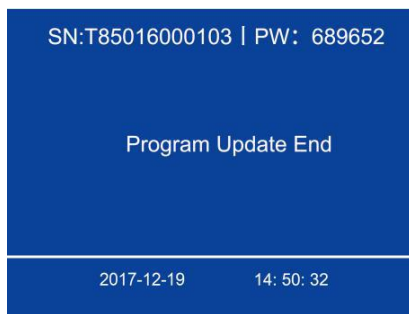 SN:T85016000103 | PW: 689652
Program Update End
2017-12-19 14: 50: 32